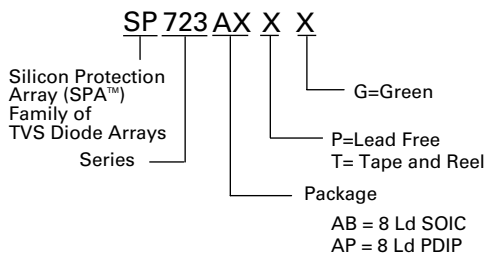 SP 723 AX X X
Silicon Protection
Array (SPA™)
Family of
TVS Diode Arrays
Series
G=Green
P=Lead Free
T= Tape and Reel
Package
AB = 8 Ld SOIC
AP = 8 Ld PDIP